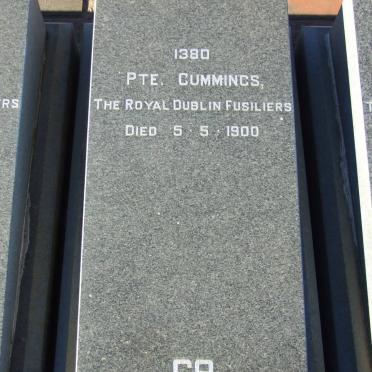 1380
PTE. CUMMINGS,
THE ROYAL DUBLIN FUSILIERS
DIED 5·5·1900